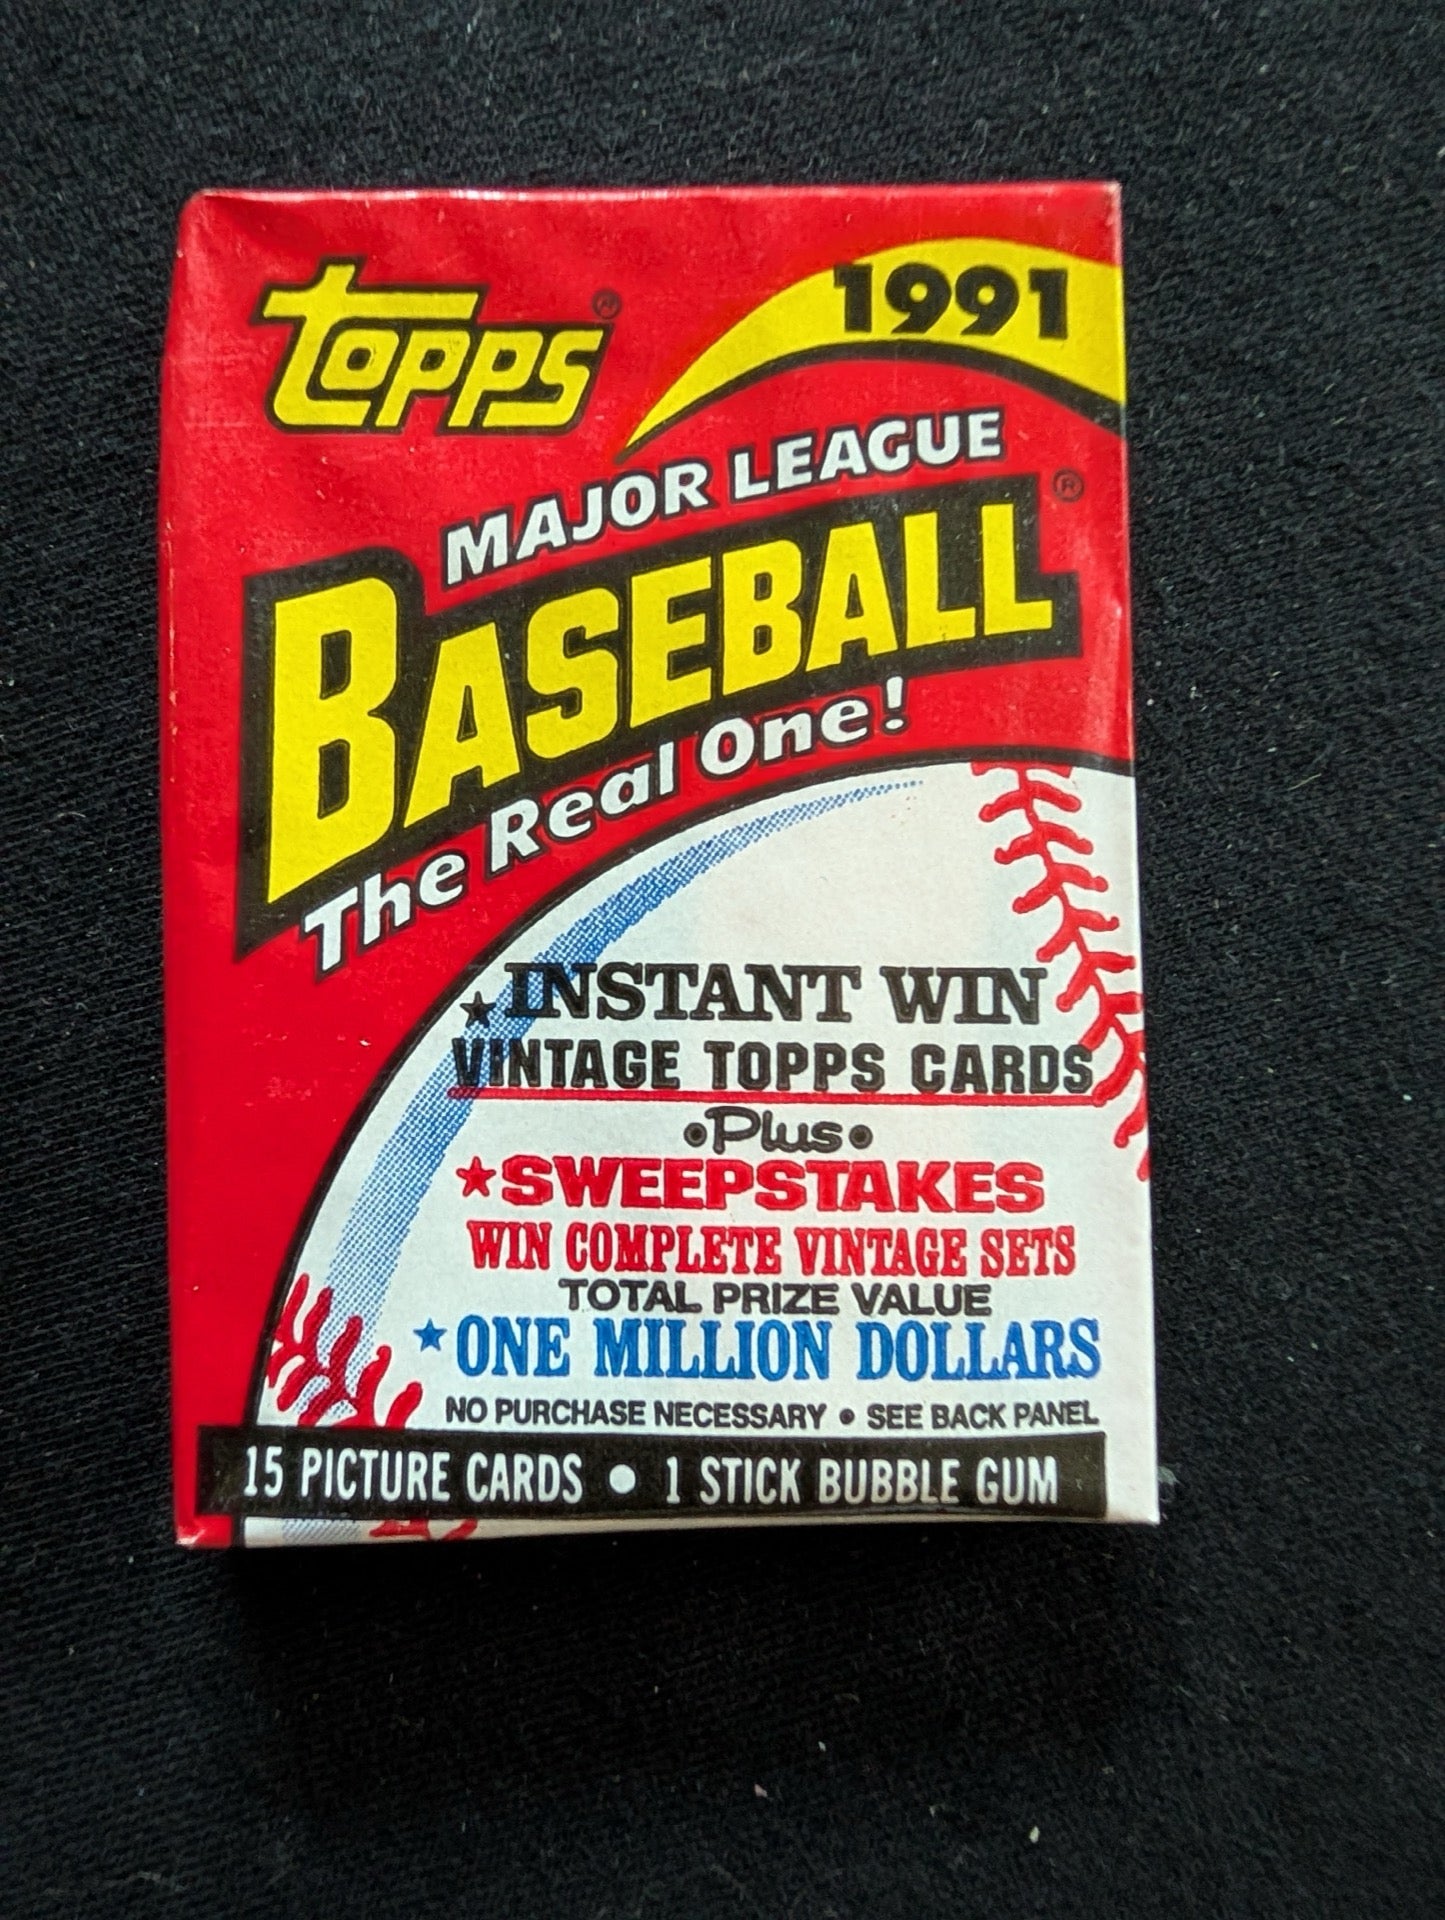 Topps®
1991
MAJOR LEAGUE
BASEBALL®
The Real One!
★INSTANT WIN
VINTAGE TOPPS CARDS
•Plus•
★SWEEPSTAKES
WIN COMPLETE VINTAGE SETS
TOTAL PRIZE VALUE
★ONE MILLION DOLLARS
NO PURCHASE NECESSARY • SEE BACK PANEL
15 PICTURE CARDS • 1 STICK BUBBLE GUM